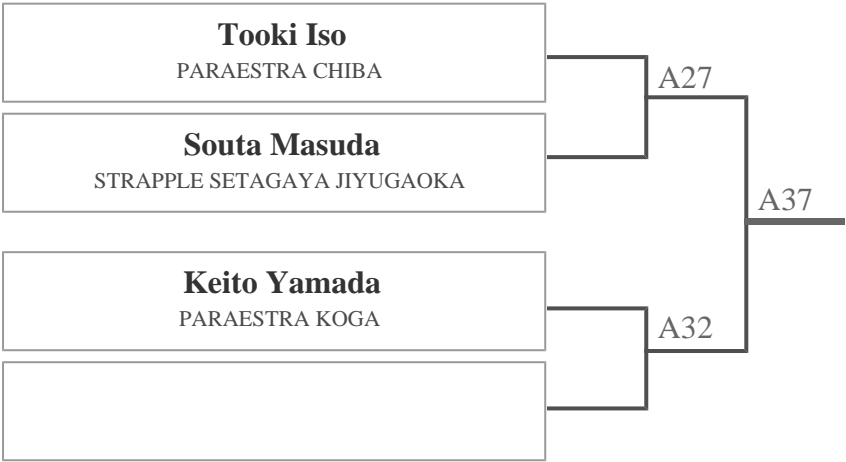 Tooki Iso
PARAESTRA CHIBA
A27
Souta Masuda
STRAPPLE SETAGAYA JIYUGAOKA
A37
Keito Yamada
PARAESTRA KOGA
A32